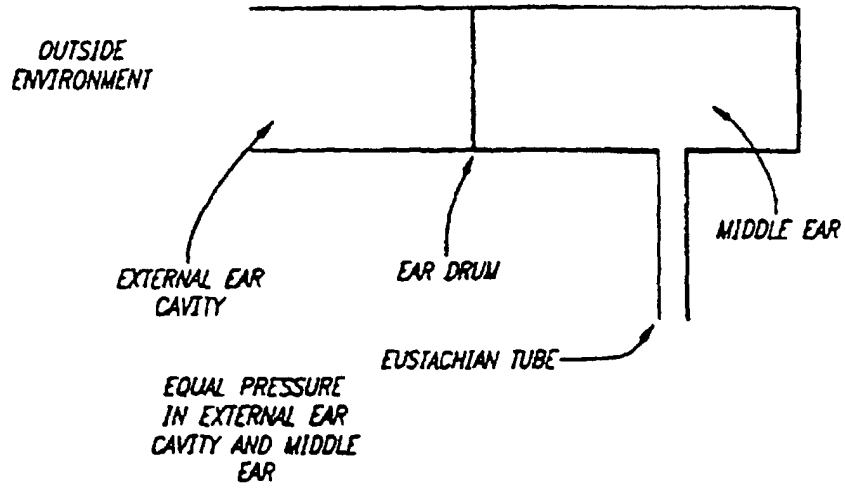 OUTSIDE
ENVIRONMENT
MIDDLE EAR
EXTERNAL EAR
CAVITY
EAR DRUM
EUSTACHIAN TUBE
EQUAL PRESSURE
IN EXTERNAL EAR
CAVITY AND MIDDLE
EAR